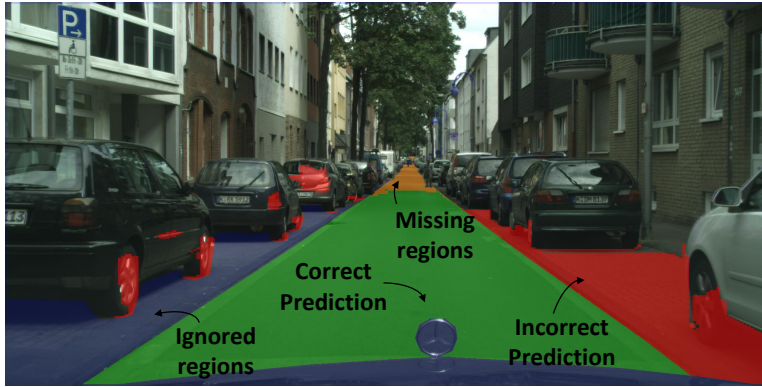 P
Missing
regions
Correct
Prediction
Ignored
regions
Incorrect
Prediction